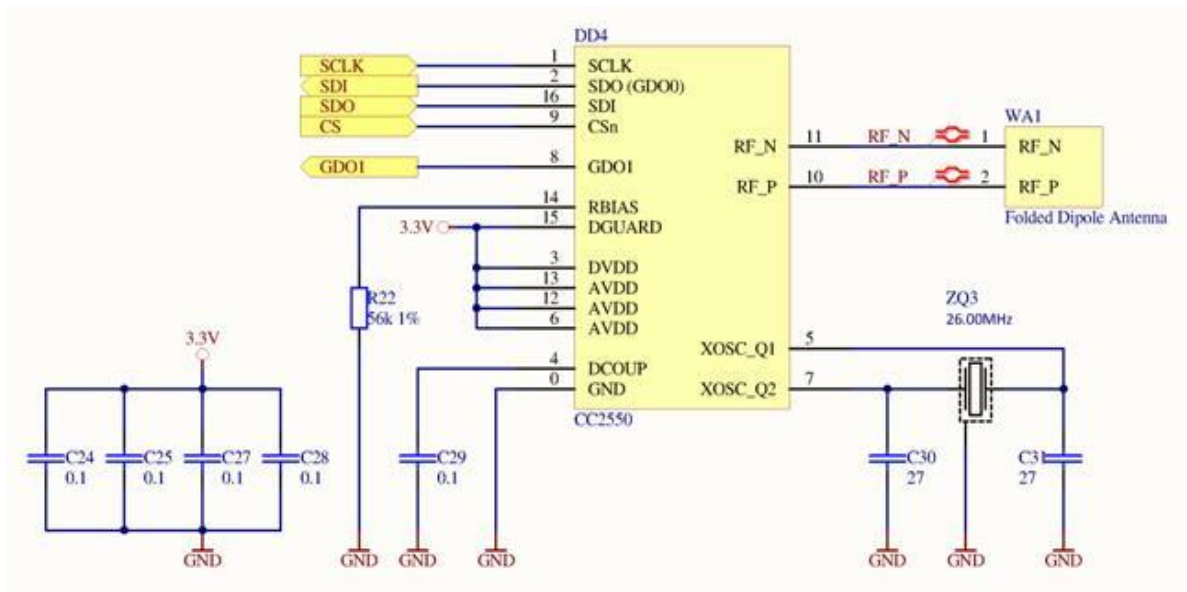 DD4
SCLK 1 SCLK
SDI 2 SDO (GDO0)
SDO 16 SDI
CS 9 CSn
GDO1 8 GDO1
14 RBIAS
3.3V 15 DGUARD
3 DVDD
13 AVDD
12 AVDD
6 AVDD
4 DCOUP
0 GND
CC2550
RF_N 11 RF_N 1 RF_N
RF_P 10 RF_P 2 RF_P
WA1
Folded Dipole Antenna
XOSC_Q1 5
XOSC_Q2 7
ZQ3
26.00MHz
R22
56k 1%
3.3V
C24
0.1
C25
0.1
C27
0.1
C28
0.1
C29
0.1
C30
27
C31
27
GND
GND
GND
GND
GND
GND
GND